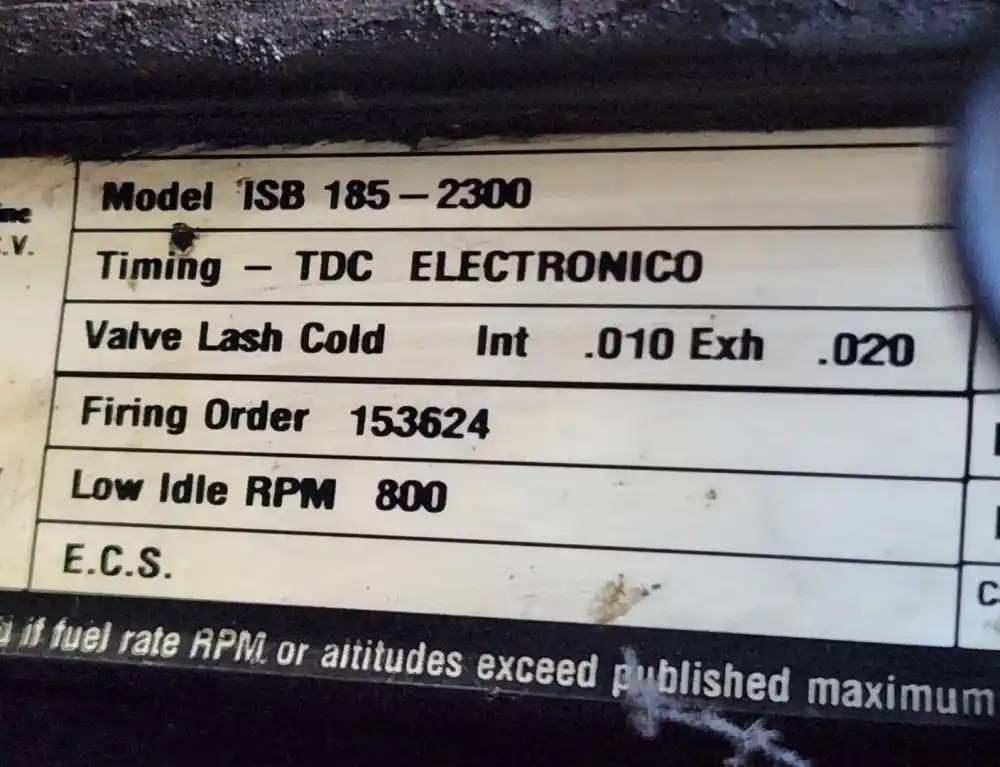 Model ISB 185 – 2300
.V.
Timing – TDC ELECTRONICO
Valve Lash Cold Int .010 Exh .020
Firing Order 153624
Low Idle RPM 800
E.C.S.
if fuel rate RPM or altitudes exceed published maximum